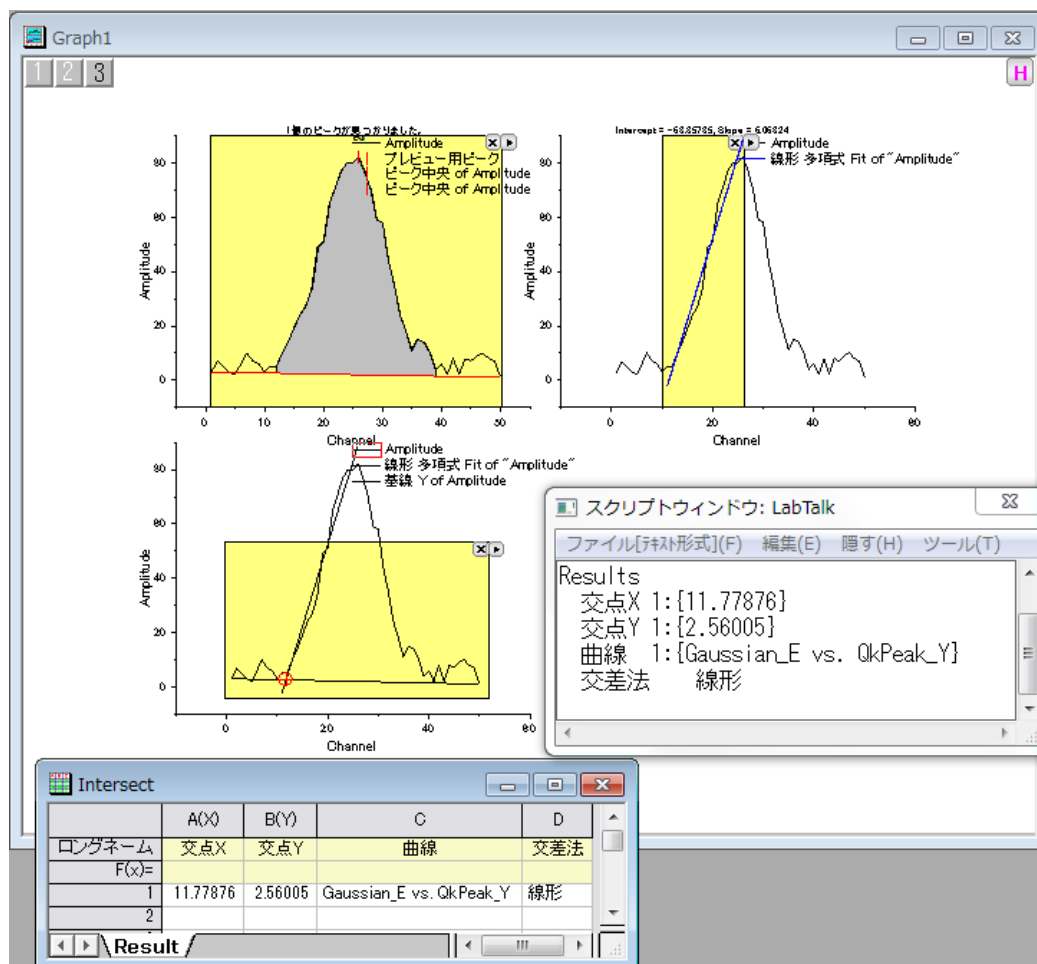 Graph1
1 2 3
H
1個のピークが見つかりました。
Amplitude
プレビュー用ピーク
ピーク中央 of Amplitude
ピーク中央 of Amplitude
80
60
40
20
0
Amplitude
0 10 20 30 40 50
Channel
Intercept = -68.85785, Slope = 6.06824
Amplitude
線形 多項式 Fit of "Amplitude"
80
60
40
20
0
Amplitude
0 20 40 60
Channel
Amplitude
線形 多項式 Fit of "Amplitude"
基線 Y of Amplitude
80
60
40
20
0
Amplitude
0 20 40 60
Channel
スクリプトウィンドウ: LabTalk
ファイル[テキスト形式](F) 編集(E) 隠す(H) ツール(T)
Results
交点X 1:{11.77876}
交点Y 1:{2.56005}
曲線 1:{Gaussian_E vs. QkPeak_Y}
交差法 線形
Intersect
A(X) B(Y) C D
ロングネーム 交点X 交点Y 曲線 交差法
F(x)=
1 11.77876 2.56005 Gaussian_E vs. QkPeak_Y 線形
2
Result